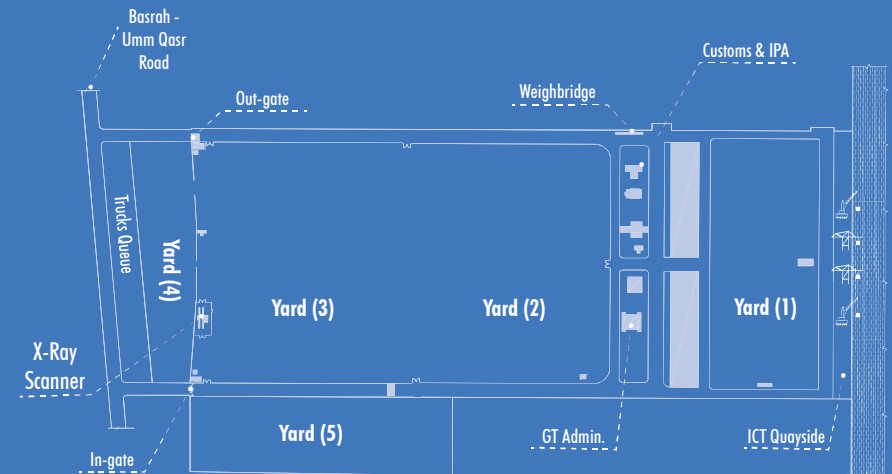 Basrah -
Umm Qasr
Road
Out-gate
Weighbridge
Customs & IPA
Trucks Queue
Yard (4)
Yard (3)
Yard (2)
Yard (1)
X-Ray
Scanner
Yard (5)
In-gate
GT Admin.
ICT Quayside